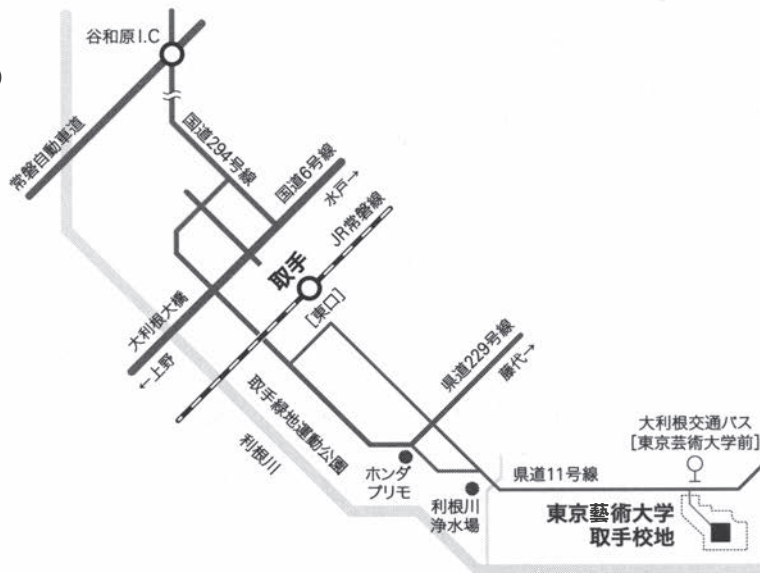 谷和原I.C
常磐自動車道
国道294号線
国道6号線
水戸→
JR常磐線
取手
[東口]
大利根大橋
←上野
取手緑地運動公園
利根川
県道229号線
藤代→
ホンダ
プリモ
利根川
浄水場
県道11号線
大利根交通バス
[東京芸術大学前]
東京藝術大学
取手校地